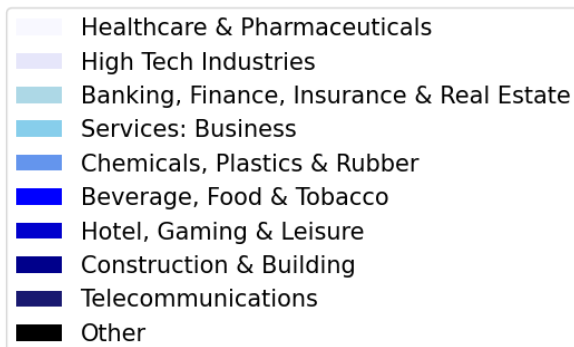 Healthcare & Pharmaceuticals
High Tech Industries
Banking, Finance, Insurance & Real Estate
Services: Business
Chemicals, Plastics & Rubber
Beverage, Food & Tobacco
Hotel, Gaming & Leisure
Construction & Building
Telecommunications
Other